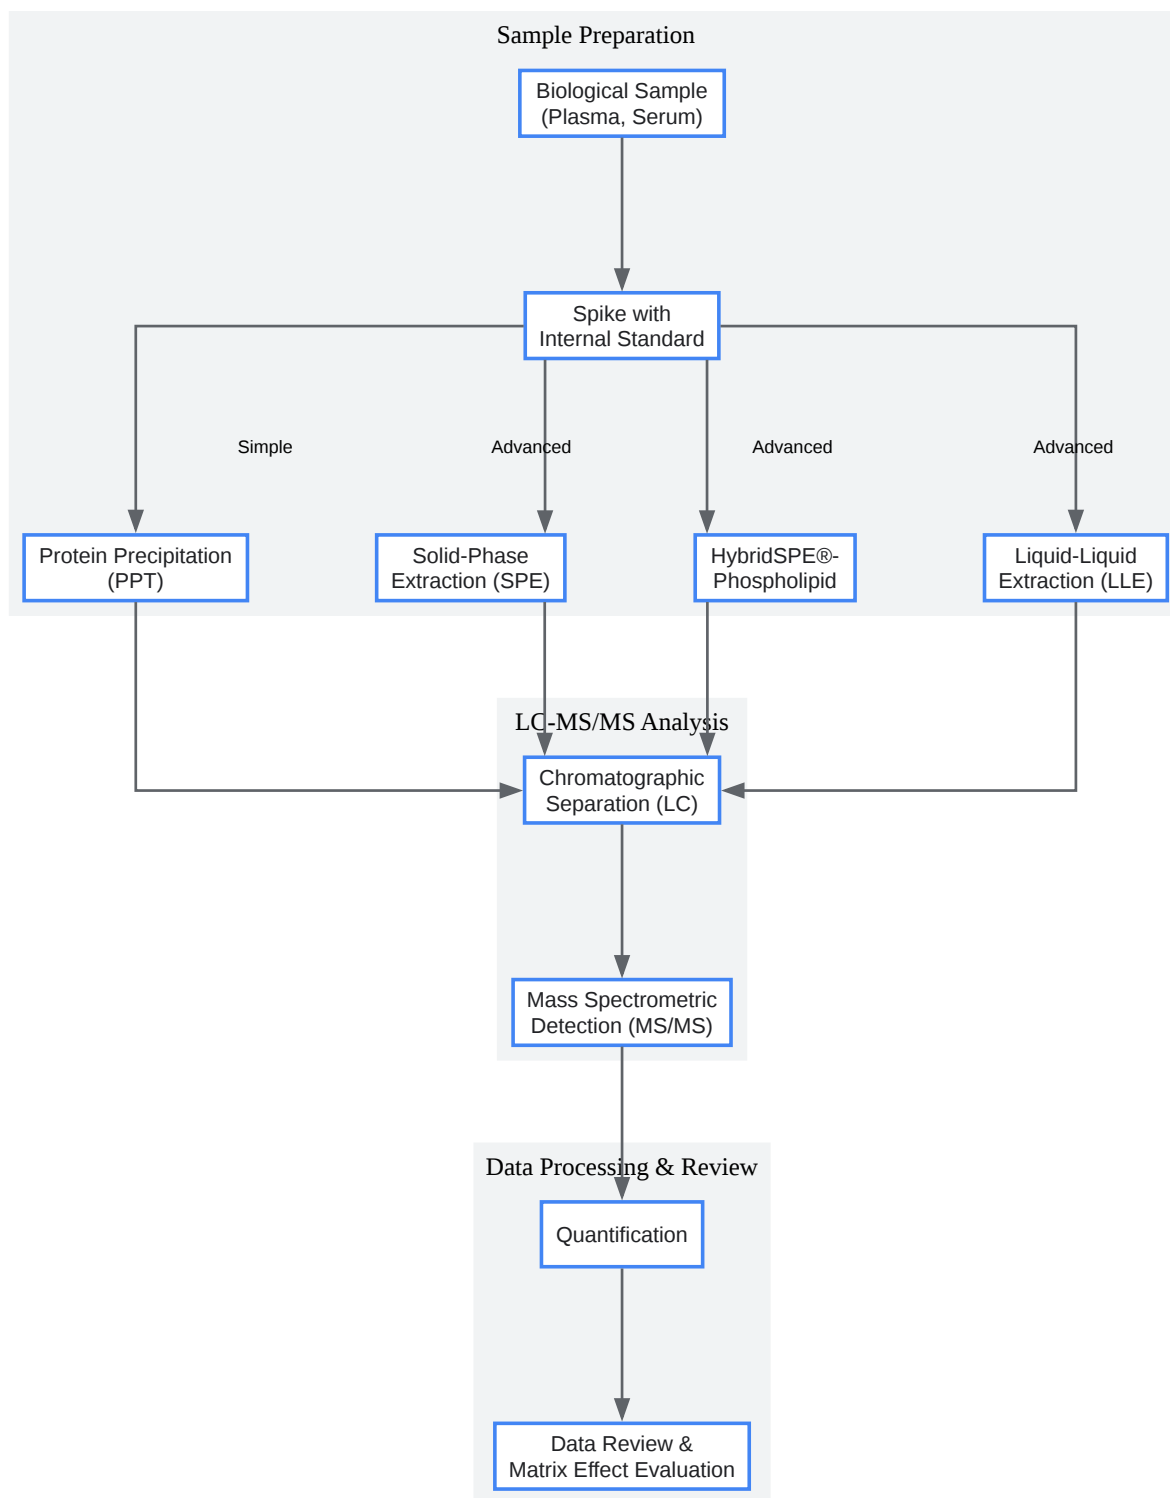 Sample Preparation
Biological Sample
(Plasma, Serum)
Spike with
Internal Standard
Simple
Advanced
Advanced
Advanced
Protein Precipitation
(PPT)
Solid-Phase
Extraction (SPE)
HybridSPE®-
Phospholipid
Liquid-Liquid
Extraction (LLE)
LC-MS/MS Analysis
Chromatographic
Separation (LC)
Mass Spectrometric
Detection (MS/MS)
Data Processing & Review
Quantification
Data Review &
Matrix Effect Evaluation